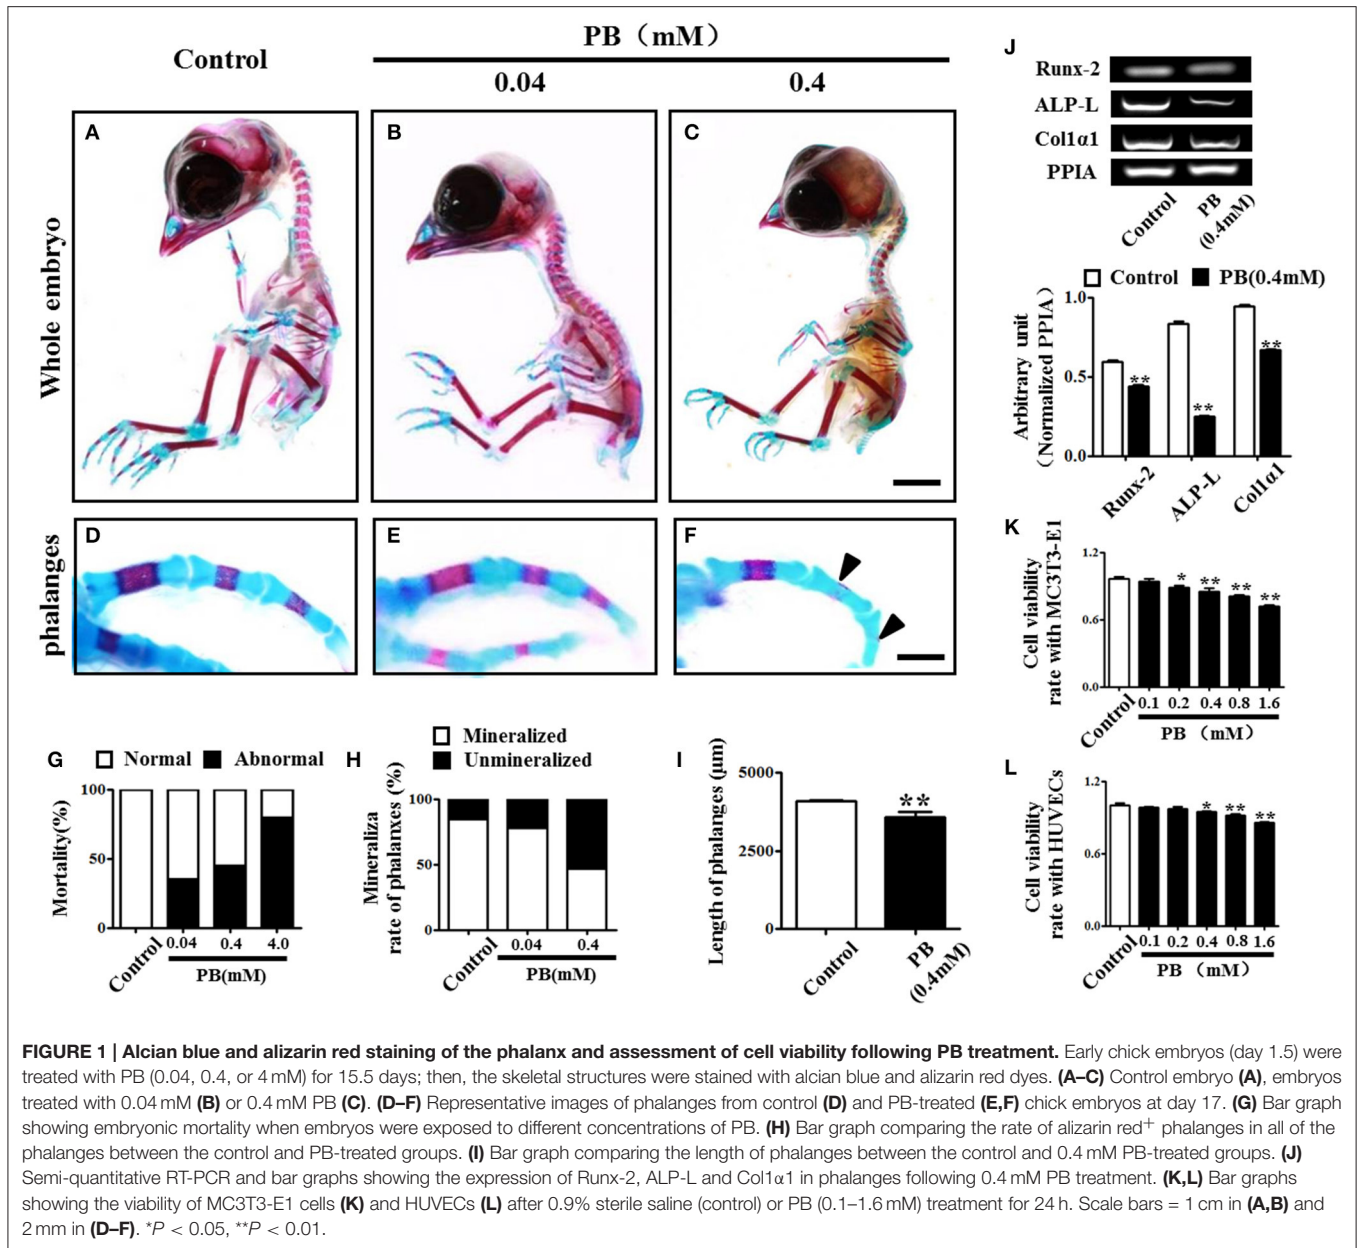 Control
PB（mM）
0.04
0.4
Whole embryo
A
B
C
phalanges
D
E
F
G
Normal
Abnormal
Mortality(%)
100
50
0
Control
0.04
0.4
4.0
PB(mM)
H
Mineralized
Unmineralized
Mineraliza
rate of phalanxes (%)
100
50
0
Control
0.04
0.4
PB(mM)
I
Length of phalanges (μm)
5000
2500
0
**
Control
PB
(0.4mM)
J
Runx-2
ALP-L
Col1α1
PPIA
Control
PB
(0.4mM)
Control
PB(0.4mM)
Arbitrary unit
（Normalized PPIA）
1.0
0.5
0.0
**
**
**
Runx-2
ALP-L
Col1α1
K
Cell viability
rate with MC3T3-E1
1.2
0.6
0.0
* ** ** **
Control
0.1 0.2 0.4 0.8 1.6
PB （mM）
L
Cell viability
rate with HUVECs
1.2
0.6
0.0
* ** **
Control
0.1 0.2 0.4 0.8 1.6
PB （mM）
FIGURE 1 | Alcian blue and alizarin red staining of the phalanx and assessment of cell viability following PB treatment. Early chick embryos (day 1.5) were
treated with PB (0.04, 0.4, or 4 mM) for 15.5 days; then, the skeletal structures were stained with alcian blue and alizarin red dyes. (A–C) Control embryo (A), embryos
treated with 0.04 mM (B) or 0.4 mM PB (C). (D–F) Representative images of phalanges from control (D) and PB-treated (E,F) chick embryos at day 17. (G) Bar graph
showing embryonic mortality when embryos were exposed to different concentrations of PB. (H) Bar graph comparing the rate of alizarin red+ phalanges in all of the
phalanges between the control and PB-treated groups. (I) Bar graph comparing the length of phalanges between the control and 0.4 mM PB-treated groups. (J)
Semi-quantitative RT-PCR and bar graphs showing the expression of Runx-2, ALP-L and Col1α1 in phalanges following 0.4 mM PB treatment. (K,L) Bar graphs
showing the viability of MC3T3-E1 cells (K) and HUVECs (L) after 0.9% sterile saline (control) or PB (0.1–1.6 mM) treatment for 24 h. Scale bars = 1 cm in (A,B) and
2 mm in (D–F). *P < 0.05, **P < 0.01.